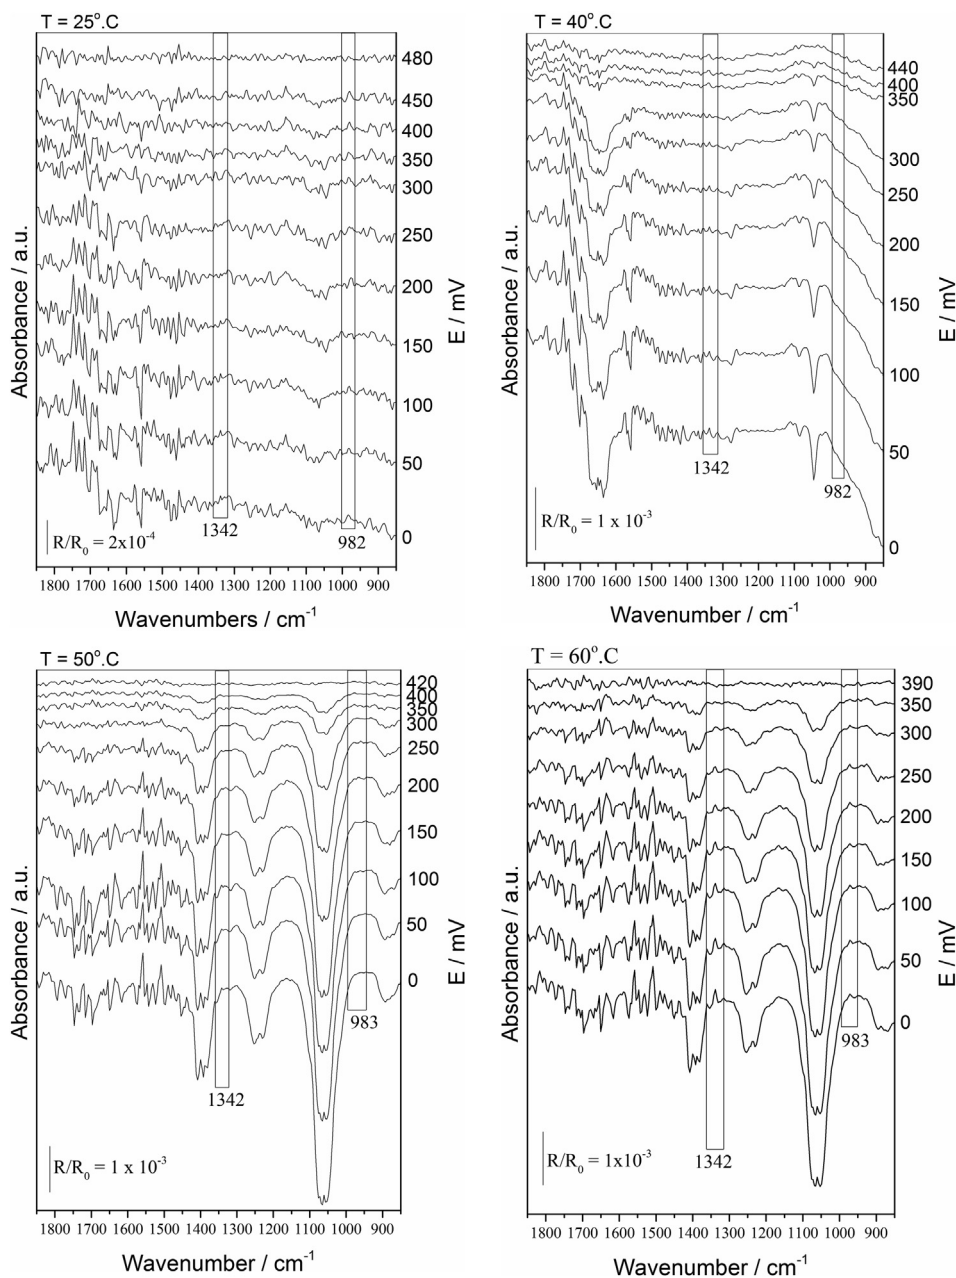 T = 25°.C
480
450
400
350
300
250
200
150
100
50
0
1342
982
R/R₀ = 2x10⁻⁴
Absorbance / a.u.
E / mV
1800 1700 1600 1500 1400 1300 1200 1100 1000 900
Wavenumbers / cm⁻¹
T = 40°.C
440
400
350
300
250
200
150
100
50
0
1342
982
R/R₀ = 1 x 10⁻³
Absorbance / a.u.
E / mV
1800 1700 1600 1500 1400 1300 1200 1100 1000 900
Wavenumber / cm⁻¹
T = 50°.C
420
400
350
300
250
200
150
100
50
0
983
1342
R/R₀ = 1 x 10⁻³
Absorbance / a.u.
E / mV
1800 1700 1600 1500 1400 1300 1200 1100 1000 900
Wavenumber / cm⁻¹
T = 60°.C
390
350
300
250
200
150
100
50
0
983
1342
R/R₀ = 1x10⁻³
Absorbance / a.u.
E / mV
1800 1700 1600 1500 1400 1300 1200 1100 1000 900
Wavenumber / cm⁻¹